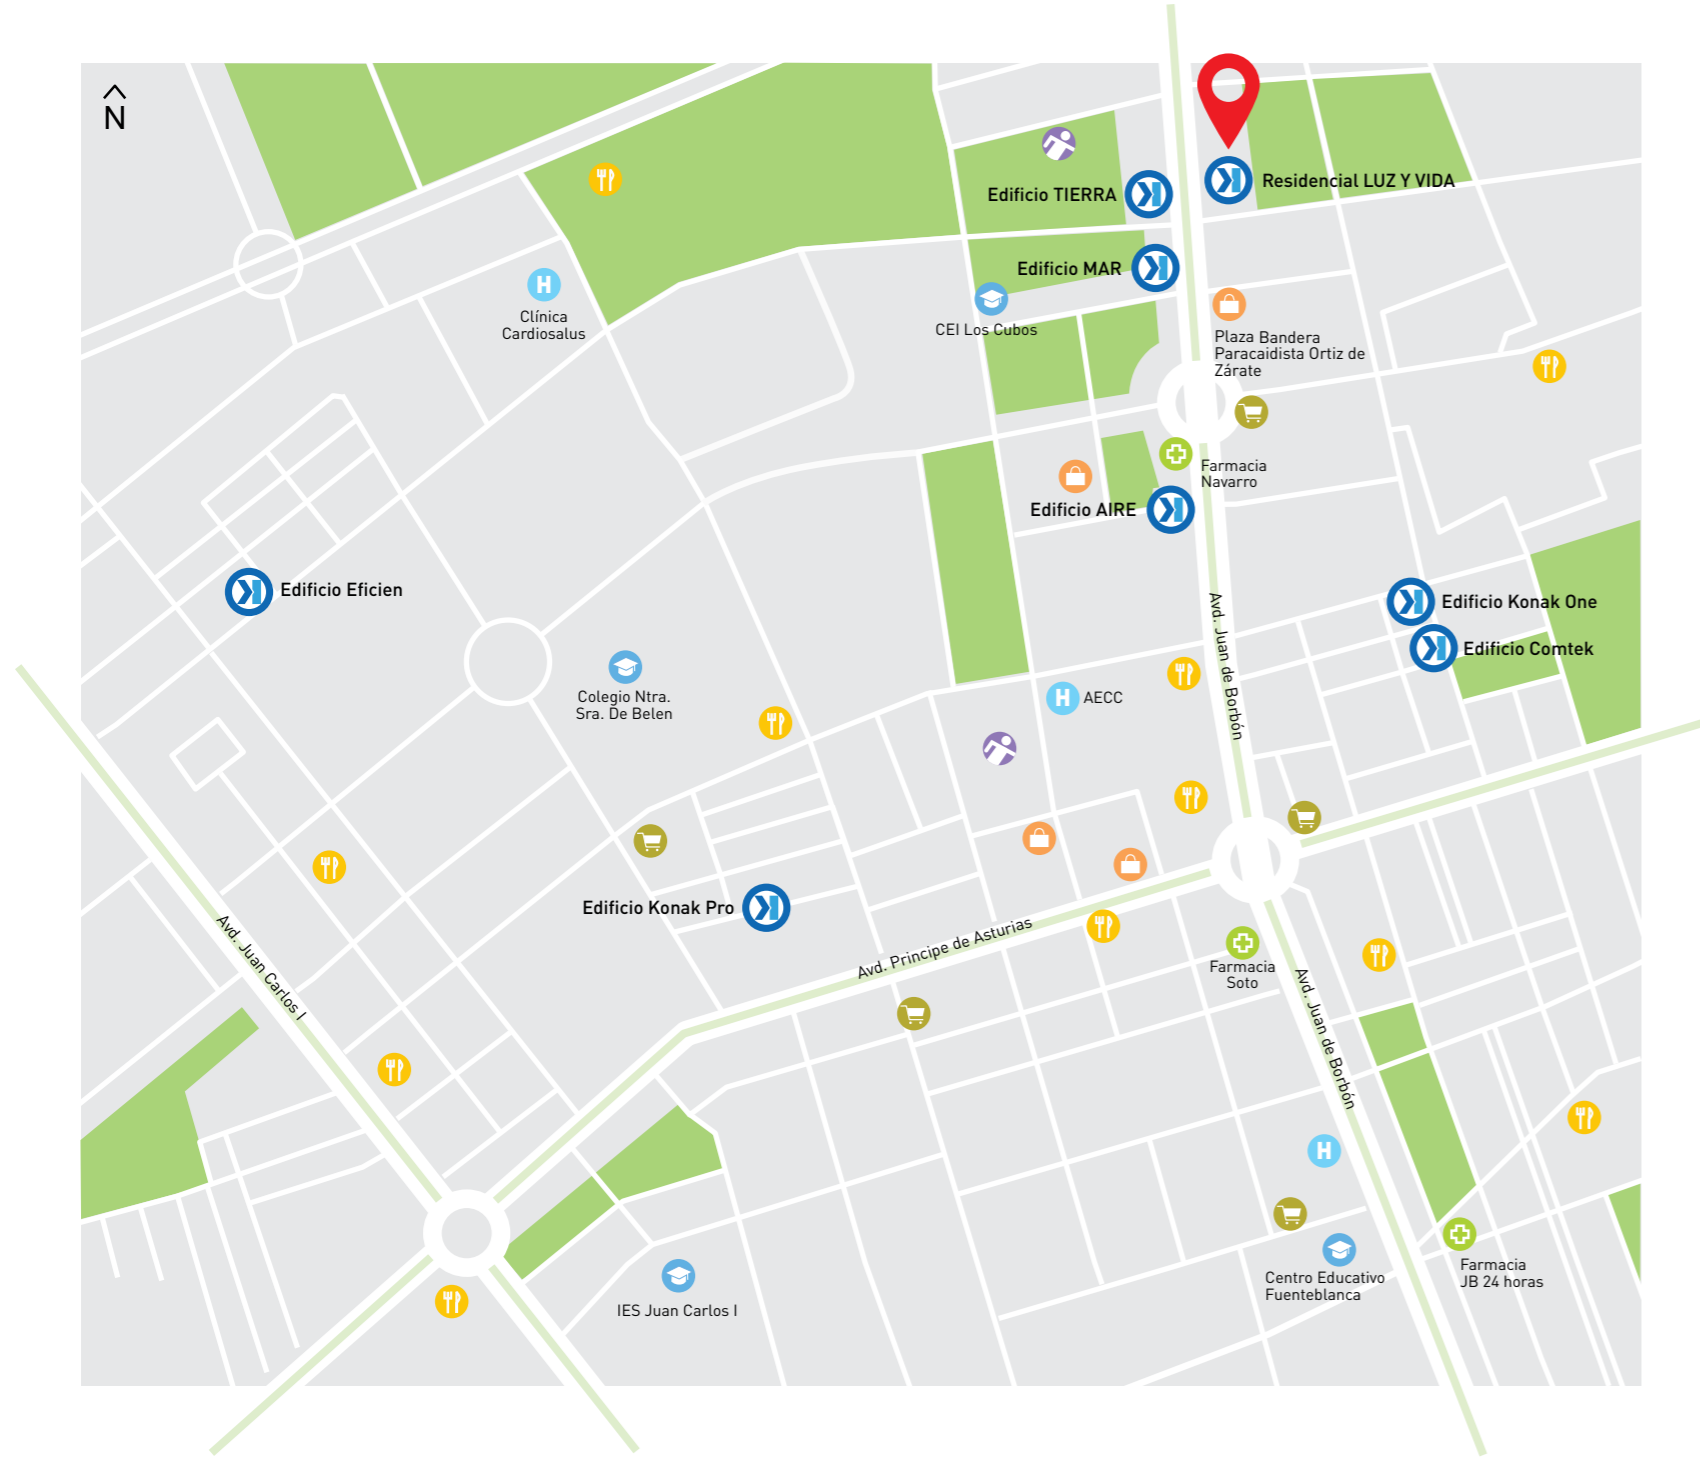 N
Residencial LUZ Y VIDA
Edificio TIERRA
Edificio MAR
H
Clínica
Cardiosalus
CEI Los Cubos
Plaza Bandera
Paracaidista Ortiz de
Zárate
Farmacia
Navarro
Edificio AIRE
Edificio Eficien
Avd. Juan de Borbón
Edificio Konak One
Edificio Comtek
Colegio Ntra.
Sra. De Belen
H
AECC
Edificio Konak Pro
Avd. Juan Carlos I
Avd. Principe de Asturias
Farmacia
Soto
Avd. Juan de Borbón
H
Centro Educativo
Fuenteblanca
Farmacia
JB 24 horas
IES Juan Carlos I